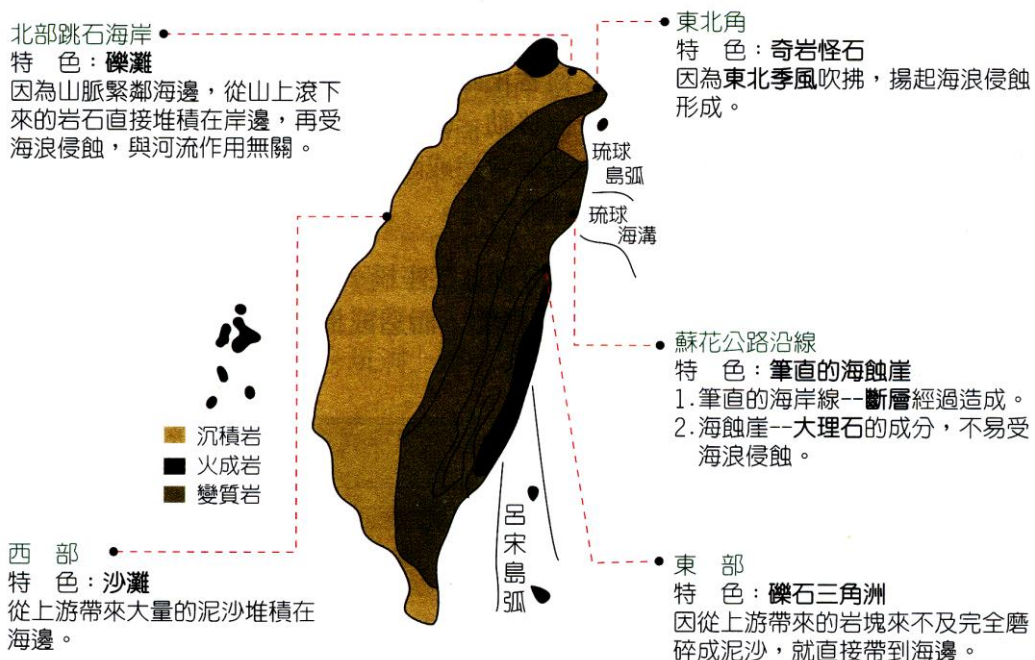 北部跳石海岸
特　色：礫灘
因為山脈緊鄰海邊，從山上滾下
來的岩石直接堆積在岸邊，再受
海浪侵蝕，與河流作用無關。
東北角
特　色：奇岩怪石
因為東北季風吹拂，揚起海浪侵蝕
形成。
琉球
島弧
琉球
海溝
蘇花公路沿線
特　色：筆直的海蝕崖
1.筆直的海岸線--斷層經過造成。
2.海蝕崖--大理石的成分，不易受
海浪侵蝕。
沉積岩
火成岩
變質岩
呂宋島弧
西　部
特　色：沙灘
從上游帶來大量的泥沙堆積在
海邊。
東　部
特　色：礫石三角洲
因從上游帶來的岩塊來不及完全磨
碎成泥沙，就直接帶到海邊。